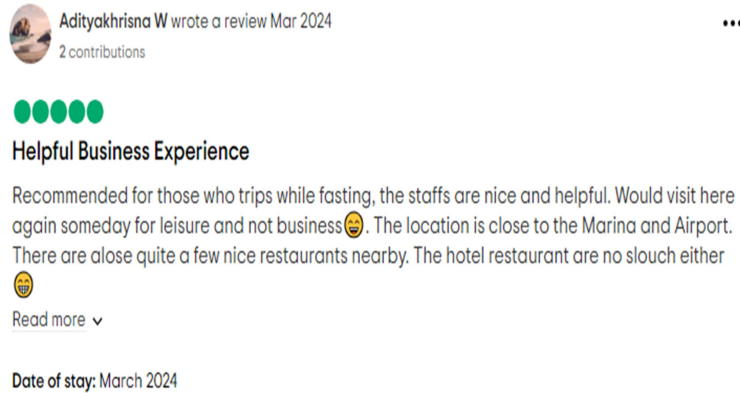 Adityakhrisna W wrote a review Mar 2024
2 contributions
Helpful Business Experience
Recommended for those who trips while fasting, the staffs are nice and helpful. Would visit here
again someday for leisure and not business😄. The location is close to the Marina and Airport.
There are alose quite a few nice restaurants nearby. The hotel restaurant are no slouch either
😁
Read more
Date of stay: March 2024